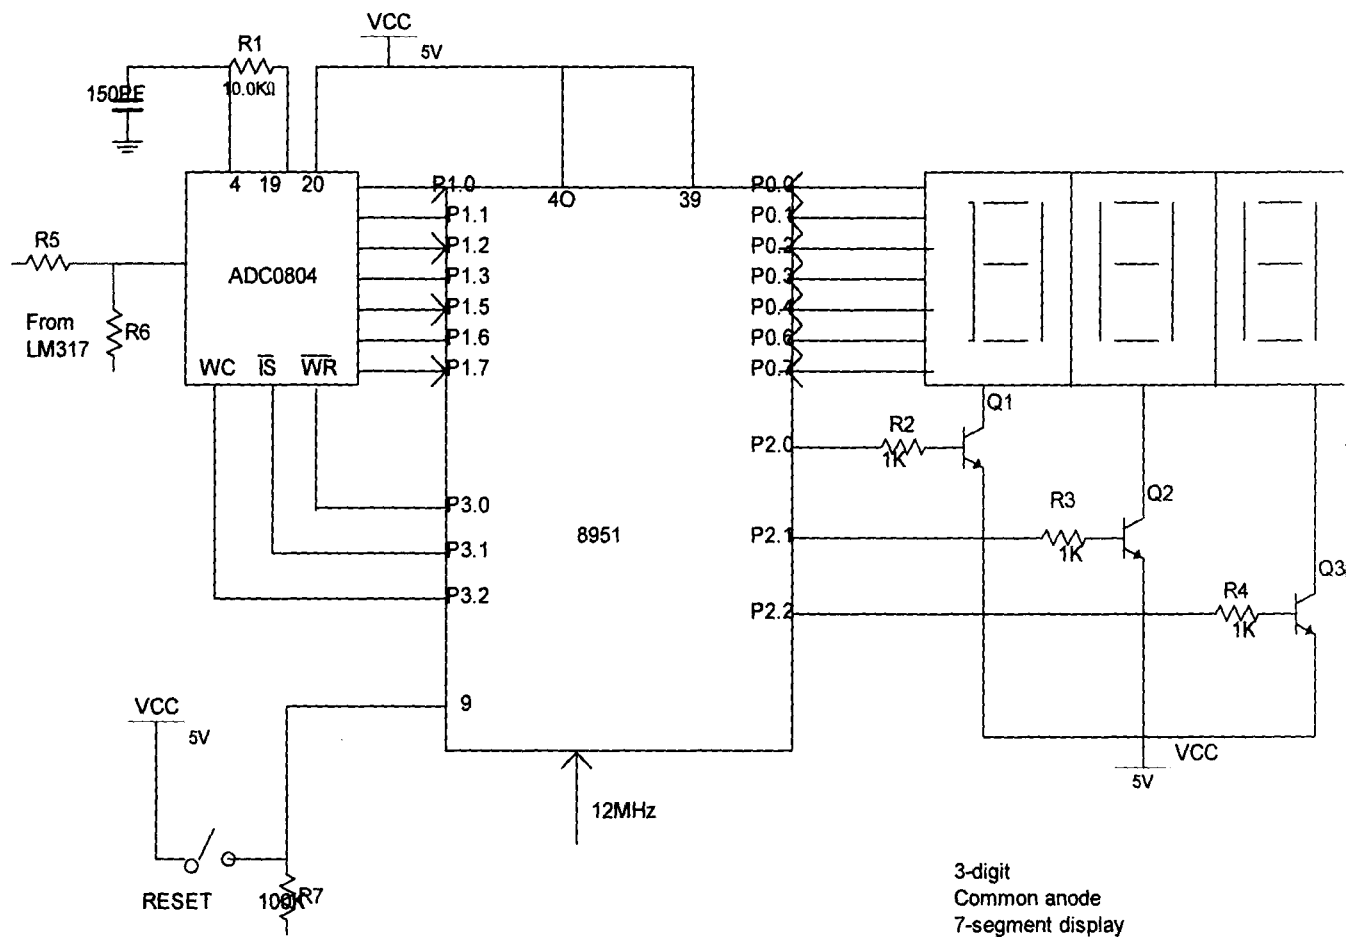 VCC
5V
R1
10.0KΩ
150PF
4 19 20
P1.0
40
39
P0.0
P1.1
P0.1
R5
P1.2
P0.2
ADC0804
P1.3
P0.3
From
LM317
R6
P1.5
P0.4
P1.6
P0.6
WC IS WR
P1.7
P0.7
Q1
R2
1K
P2.0
R3
1K
Q2
P3.0
8951
P2.1
P3.1
Q3
R4
1K
P3.2
P2.2
VCC
5V
9
VCC
5V
12MHz
RESET
100K
R7
3-digit
Common anode
7-segment display